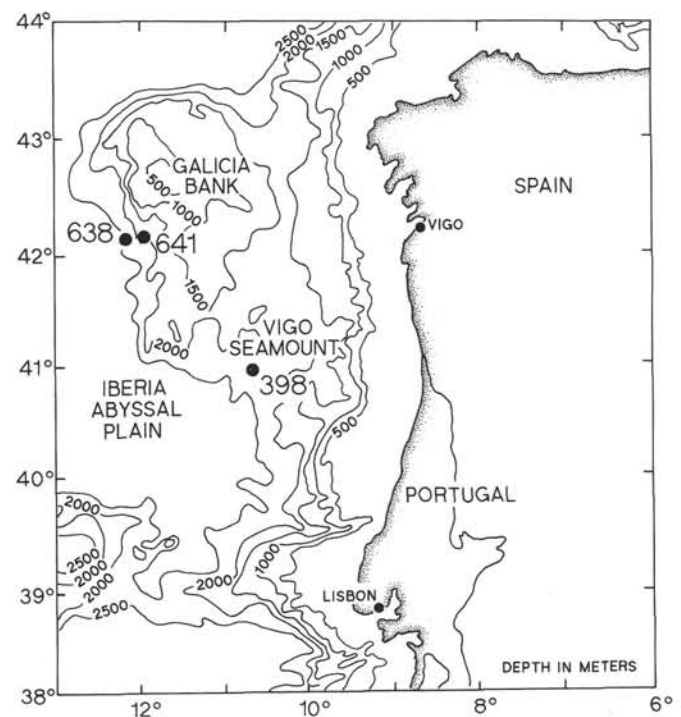 44°
2500
2000
1500
1000
500
43°
GALICIA
BANK
500
1000
SPAIN
638
641
VIGO
42°
1500
VIGO
SEAMOUNT
2000
41°
398
IBERIA
ABYSSAL
PLAIN
500
40°
PORTUGAL
2000
2500
2000
2500
1000
2000
39°
LISBON
DEPTH IN METERS
38°
12°
10°
8°
6°